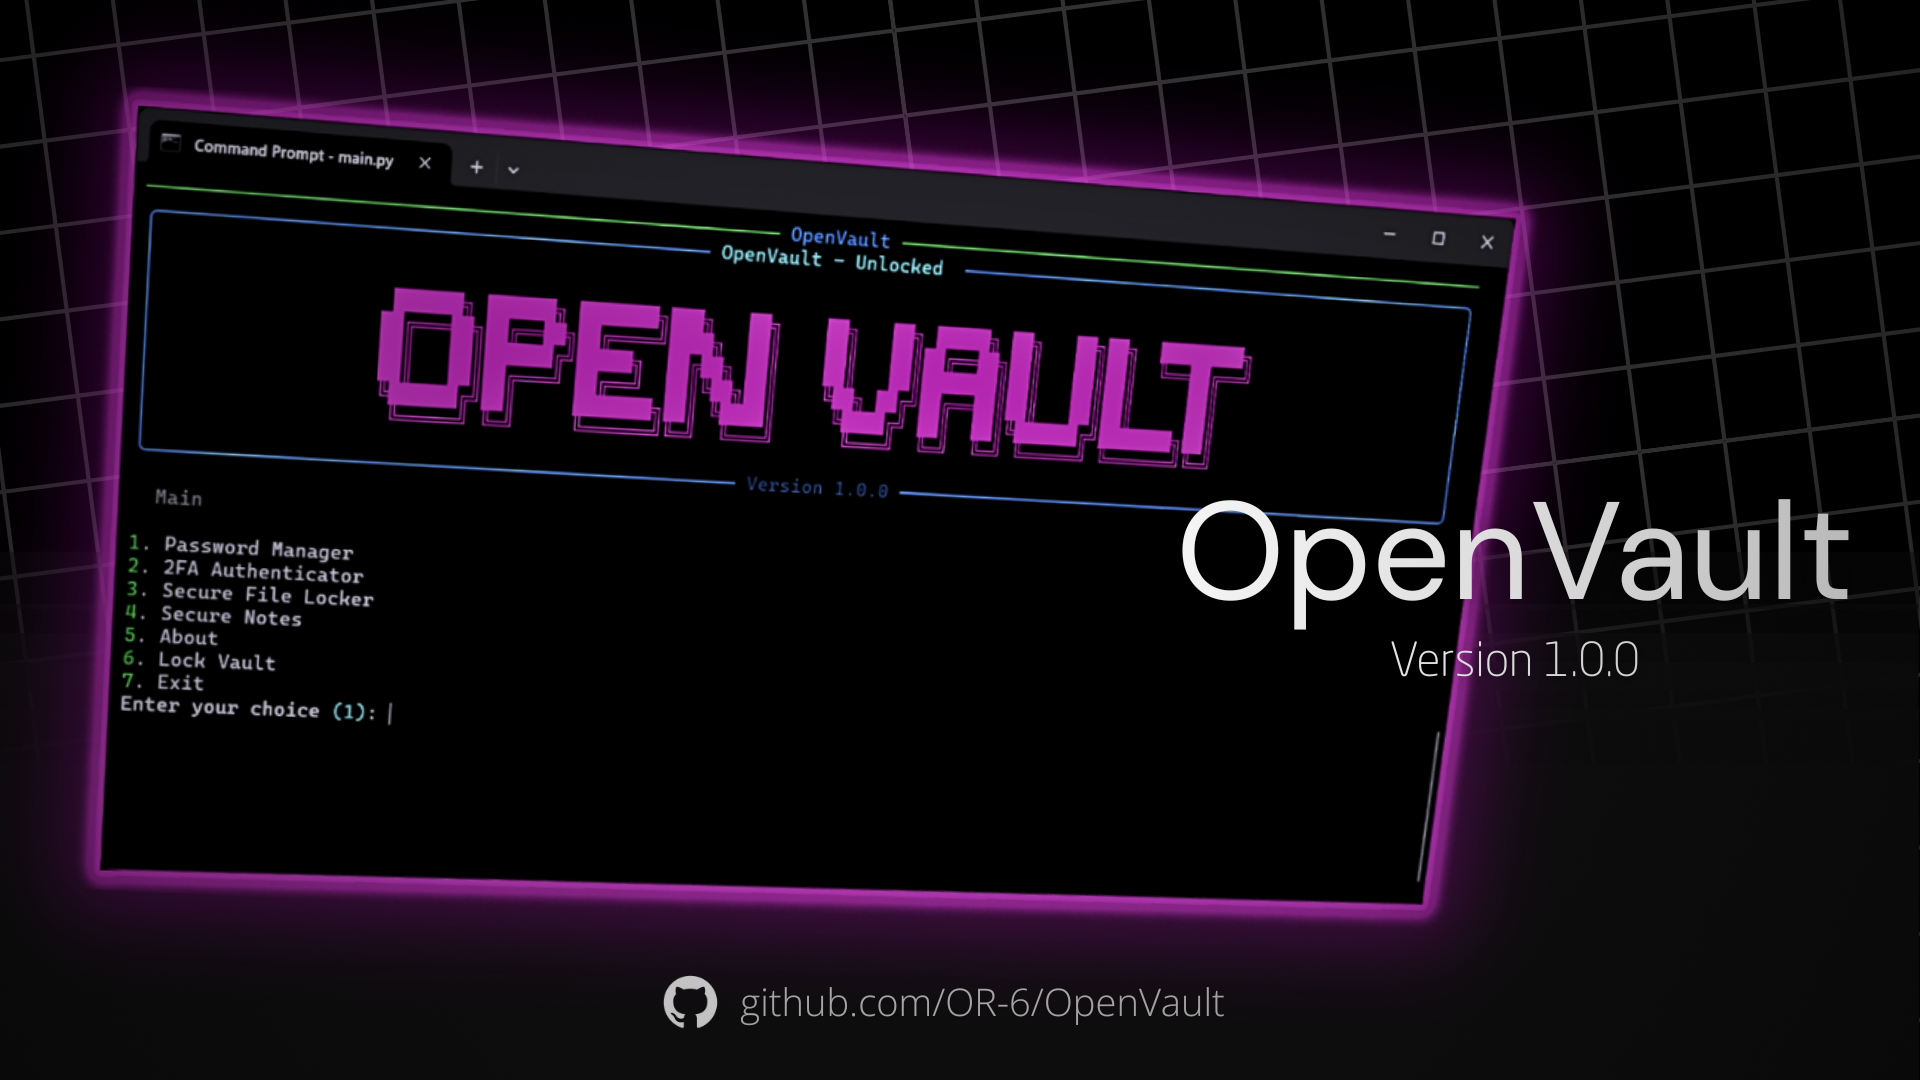 Command Prompt - main.py
OpenVault
OpenVault - Unlocked
OPEN VAULT
Version 1.0.0
Main
1. Password Manager
2. 2FA Authenticator
3. Secure File Locker
4. Secure Notes
5. About
6. Lock Vault
7. Exit
Enter your choice (1):
OpenVault
Version 1.0.0
github.com/OR-6/OpenVault